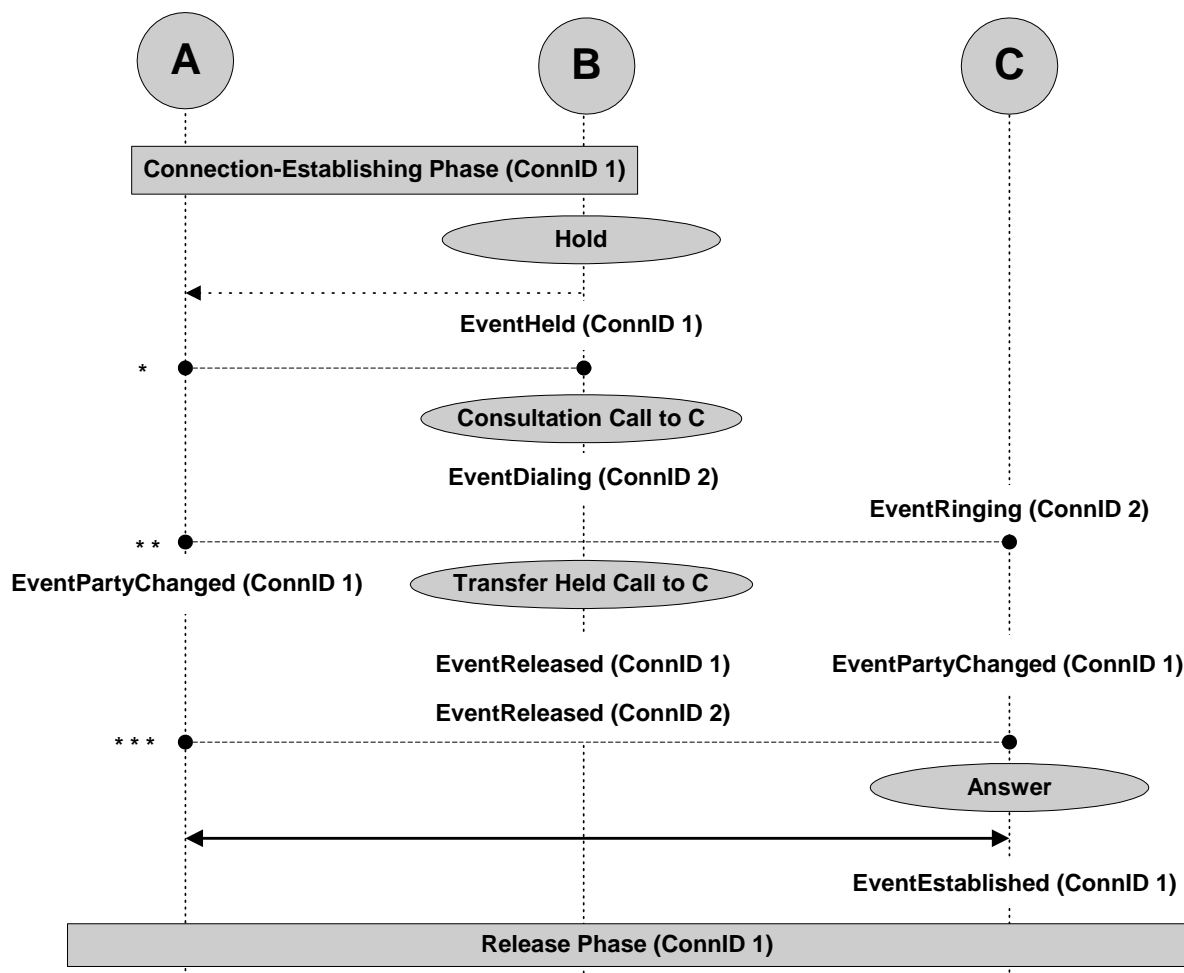 A
B
C
Connection-Establishing Phase (ConnID 1)
Hold
EventHeld (ConnID 1)
*
Consultation Call to C
EventDialing (ConnID 2)
EventRinging (ConnID 2)
* *
EventPartyChanged (ConnID 1)
Transfer Held Call to C
EventReleased (ConnID 1)
EventPartyChanged (ConnID 1)
EventReleased (ConnID 2)
* * *
Answer
EventEstablished (ConnID 1)
Release Phase (ConnID 1)